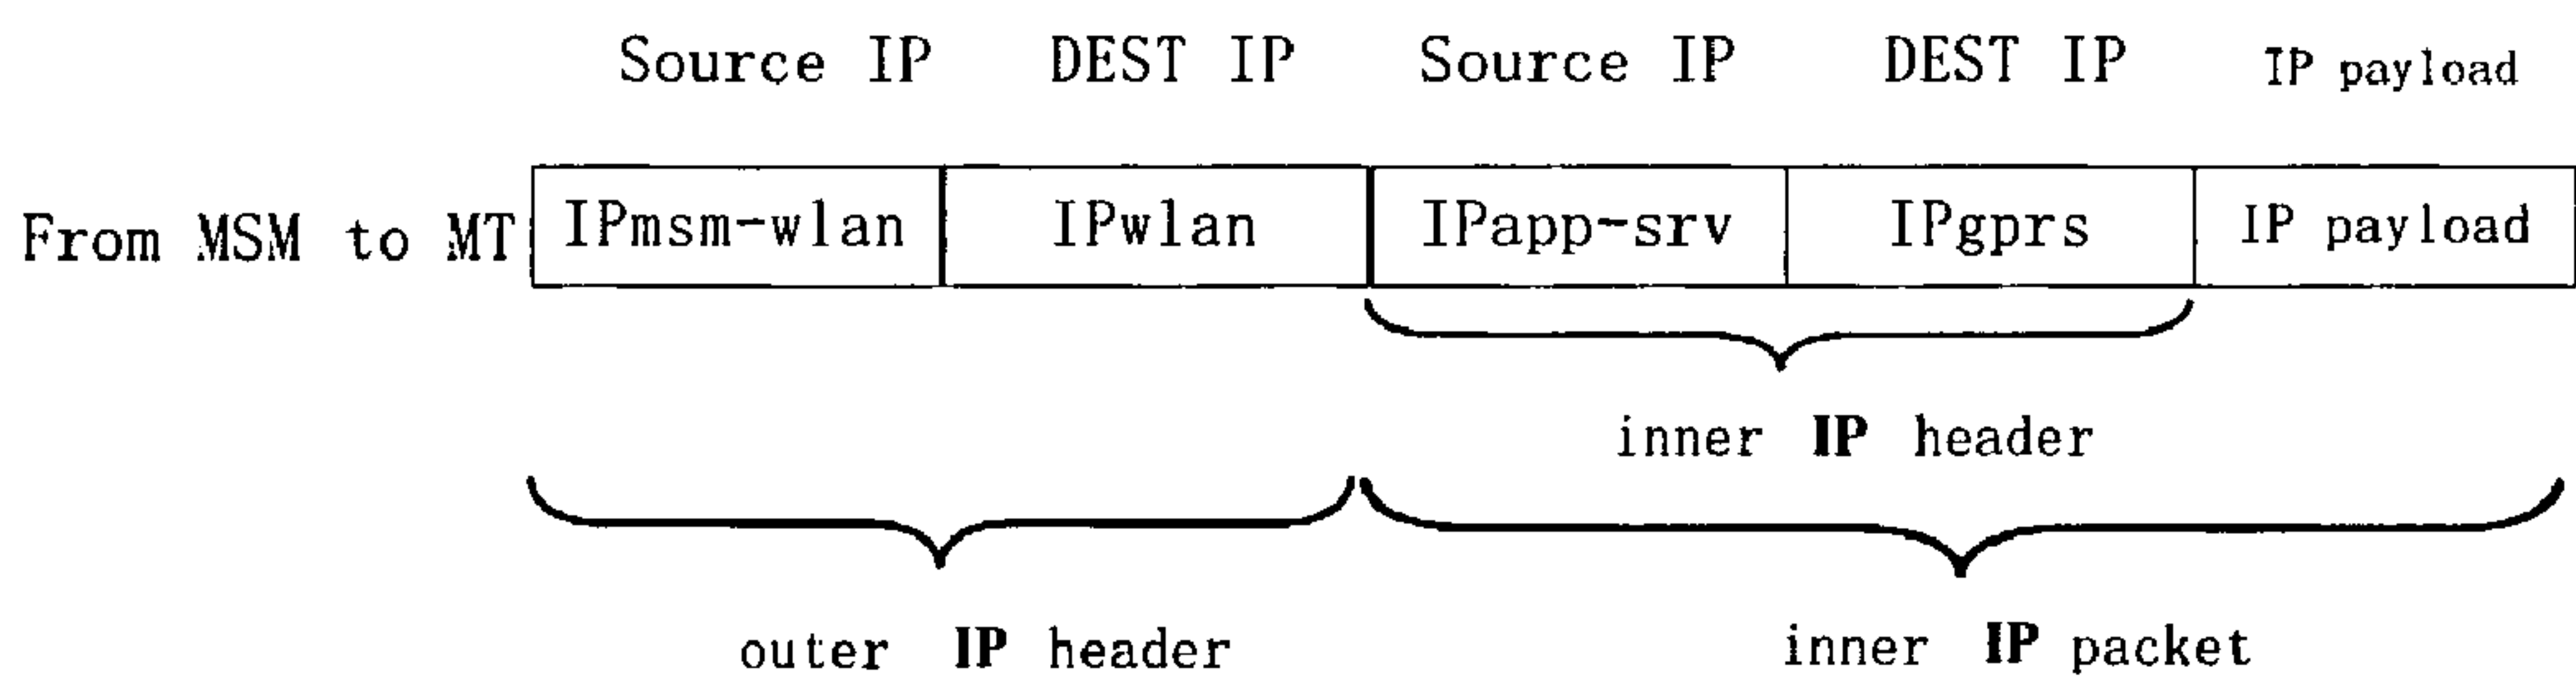 Source IP DEST IP Source IP DEST IP IP payload
From MSM to MT IPmsm-wlan IPwlan IPapp-srv IPgprs IP payload
inner IP header
outer IP header inner IP packet